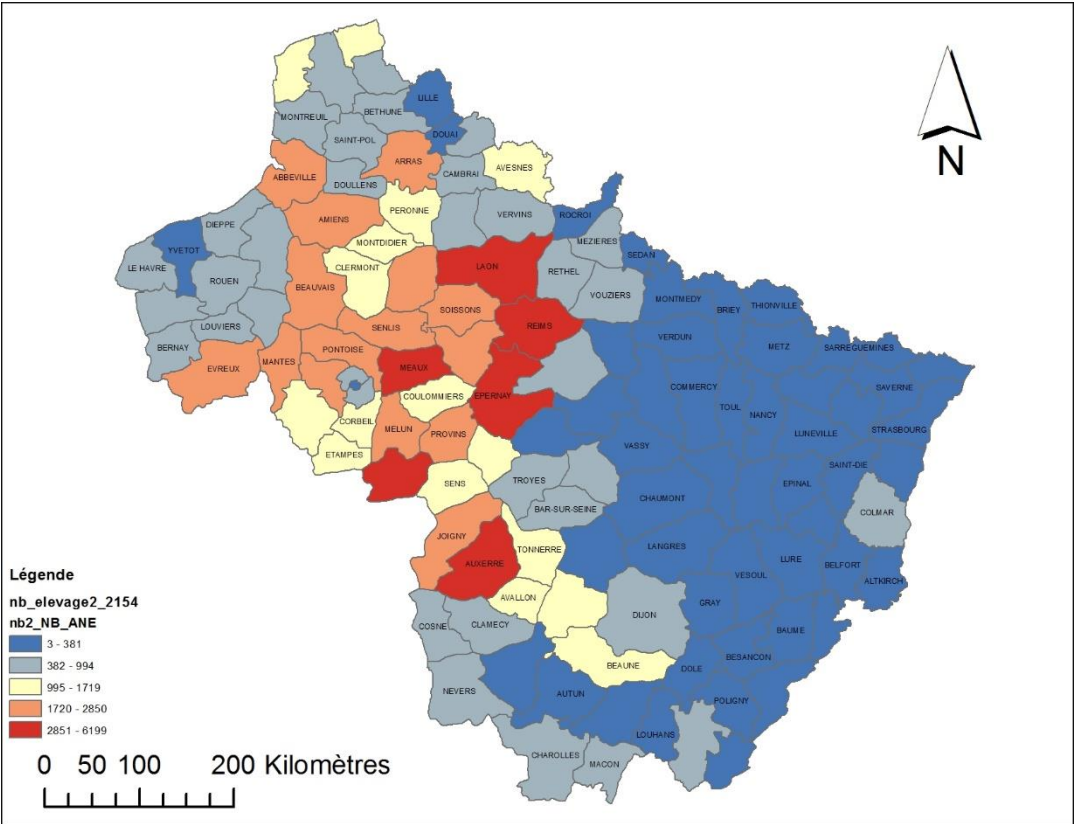 LILLE
BETHUNE
MONTREUIL
DOUAI
SAINT-POL
ARRAS
AVESNES
CAMBRAI
ABBEVILLE
DOULLENS
PERONNE
VERVINS
ROCROI
AMIENS
DIEPPE
MONTDIDIER
MEZIERES
YVETOT
SEDAN
LE HAVRE
CLERMONT
LAON
RETHEL
ROUEN
BEAUVAIS
VOUZIERS
MONTMEDY
THIONVILLE
BRIEY
SOISSONS
LOUVIERS
SENLIS
REIMS
VERDUN
METZ
SARREGUEMINES
BERNAY
PONTOISE
EVREUX
MANTES
MEAUX
COMMERCY
SAVERNE
COULOMMIERS
EPERNAY
TOUL
NANCY
CORBEIL
MELUN
PROVINS
STRASBOURG
LUNEVILLE
ETAMPES
VASSY
SAINT-DIE
SENS
TROYES
EPINAL
CHAUMONT
BAR-SUR-SEINE
COLMAR
JOIGNY
TONNERRE
LANGRES
AUXERRE
LURE
BELFORT
VESOUL
ALTKIRCH
AVALLON
GRAY
DIJON
COSNE
CLAMECY
BAUME
BESANCON
BEAUNE
DOLE
NEVERS
AUTUN
POLIGNY
LOUHANS
CHAROLLES
MACON
N
Légende
nb_elevage2_2154
nb2_NB_ANE
3 - 381
382 - 994
995 - 1719
1720 - 2850
2851 - 6199
0 50 100 200 Kilomètres